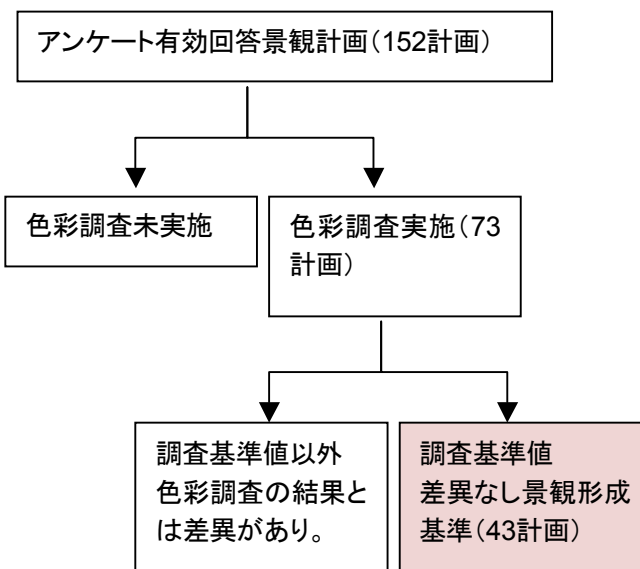 アンケート有効回答景観計画（152計画）
色彩調査未実施
色彩調査実施（73
計画）
調査基準値以外
色彩調査の結果と
は差異があり。
調査基準値
差異なし景観形成
基準（43計画）